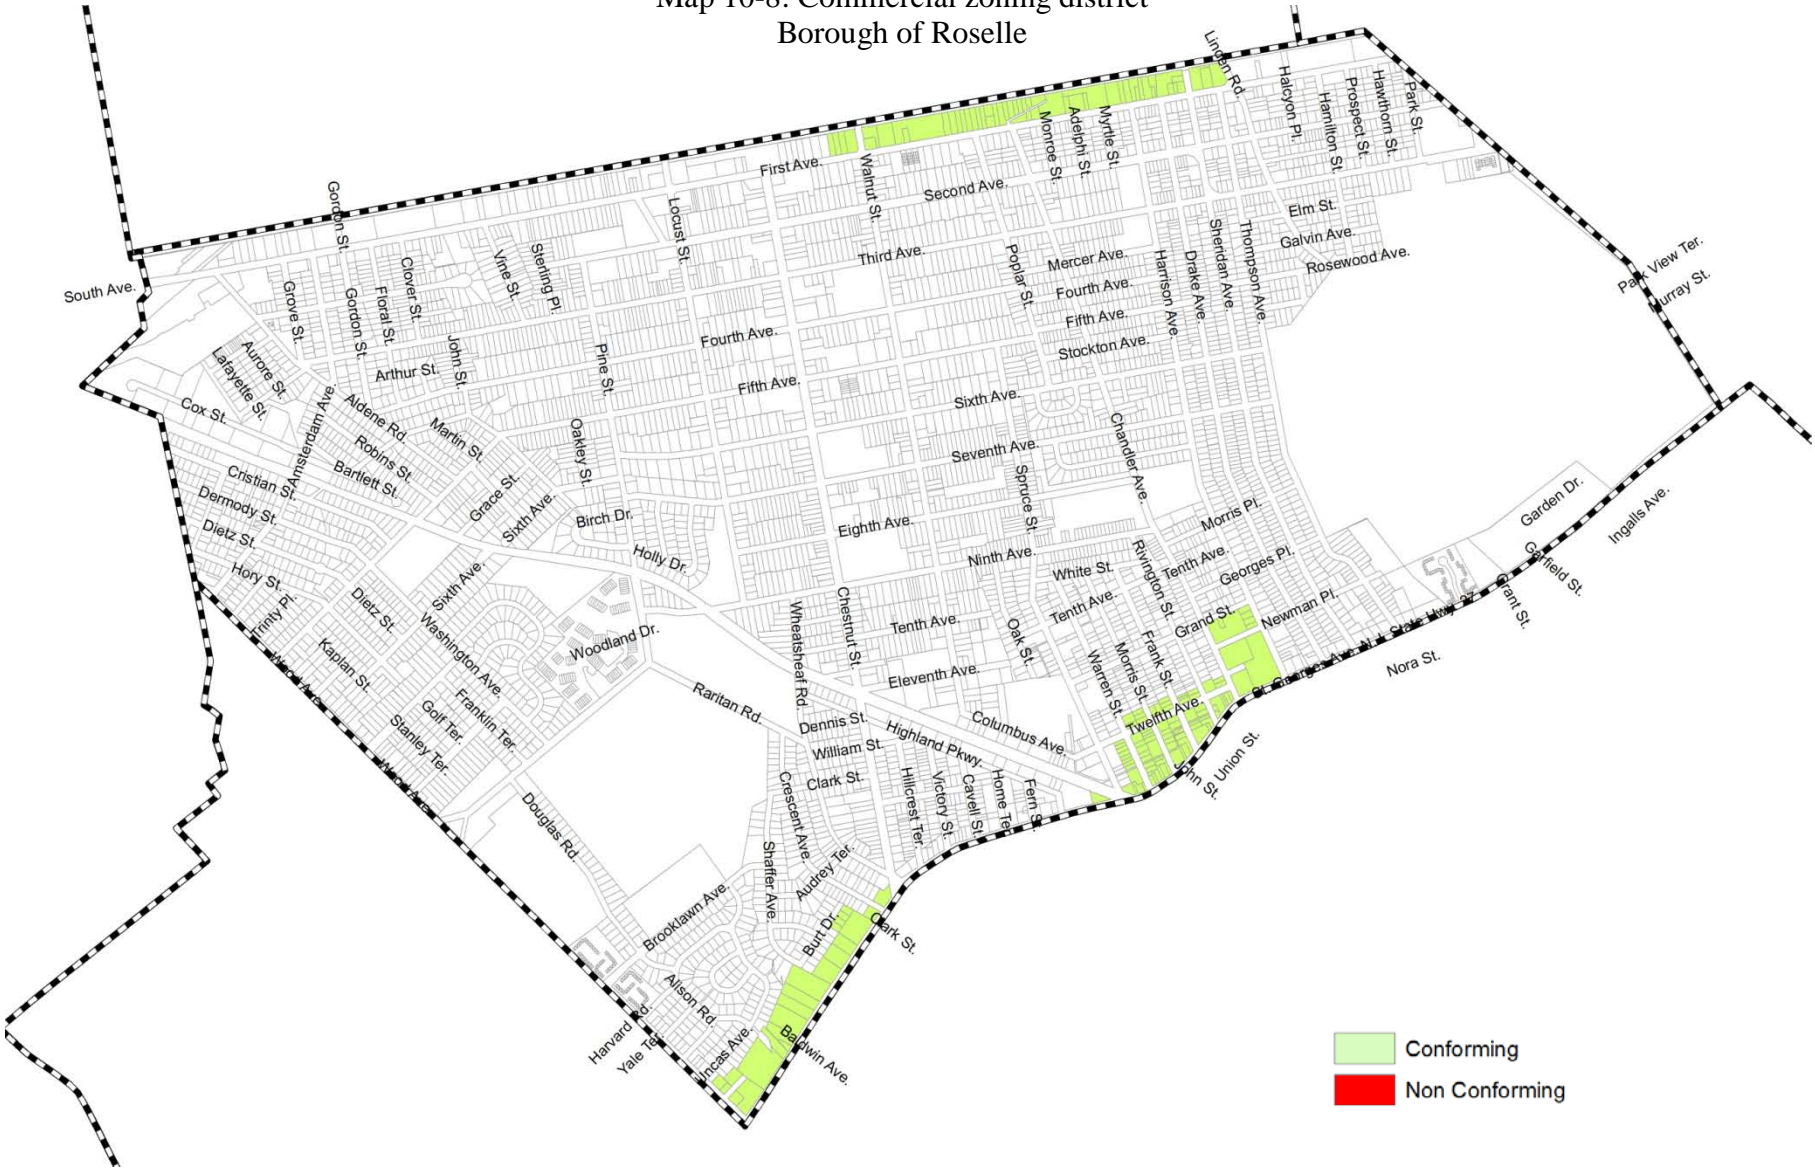 Map 10-8: Commercial zoning district
Borough of Roselle
Linden Rd.
Halcyon Pl.
Hamilton St.
Prospect St.
Hawthorn St.
Park St.
Monroe St.
Adelphi St.
Myrtle St.
First Ave.
Walnut St.
Second Ave.
Gordon St.
Locust St.
Elm St.
Galvin Ave.
Rosewood Ave.
Sheridan Ave.
Thompson Ave.
Third Ave.
Poplar St.
Mercer Ave.
Harrison Ave.
Drake Ave.
Park View Ter.
Murray St.
South Ave.
Grove St.
Gordon St.
Floral St.
Clover St.
Vine St.
Sterling Pl.
Fourth Ave.
Fifth Ave.
Stockton Ave.
Fourth Ave.
Aurore St.
Lafayette St.
Arthur St.
John St.
Pine St.
Fifth Ave.
Sixth Ave.
Cox St.
Amsterdam Ave.
Aldene Rd.
Martin St.
Robins St.
Bartlett St.
Oakley St.
Chandler Ave.
Seventh Ave.
Cristian St.
Dermody St.
Grace St.
Sixth Ave.
Birch Dr.
Spruce St.
Eighth Ave.
Morris Pl.
Garden Dr.
Ingalls Ave.
Dietz St.
Holly Dr.
Ninth Ave.
White St.
Rivington St.
Tenth Ave.
Georges Pl.
Garfield St.
Grant St.
Hory St.
Trinty Pl.
Dietz St.
Sixth Ave.
Washington Ave.
Woodland Dr.
Wheatsheaf Rd.
Chestnut St.
Tenth Ave.
Oak St.
Tenth Ave.
Grand St.
Newman Pl.
St. Georges Ave. N.J. State Hwy. 27
Nora St.
Wood Ave.
Kaplan St.
Franklin Ter.
Golf Ter.
Stanley Ter.
Raritan Rd.
Eleventh Ave.
Warren St.
Morris St.
Frank St.
Twelfth Ave.
Dennis St.
Highland Pkwy.
Columbus Ave.
William St.
Clark St.
Wood Ave.
Union St.
John St.
Crescent Ave.
Hillcrest Ter.
Victory St.
Cavell St.
Home Ter.
Fern St.
Douglas Rd.
Shaffer Ave.
Audrey Ter.
Brooklawn Ave.
Burt Dr.
Clark St.
Alison Rd.
Harvard Rd.
Yale Ter.
Incas Ave.
Baldwin Ave.
Conforming
Non Conforming